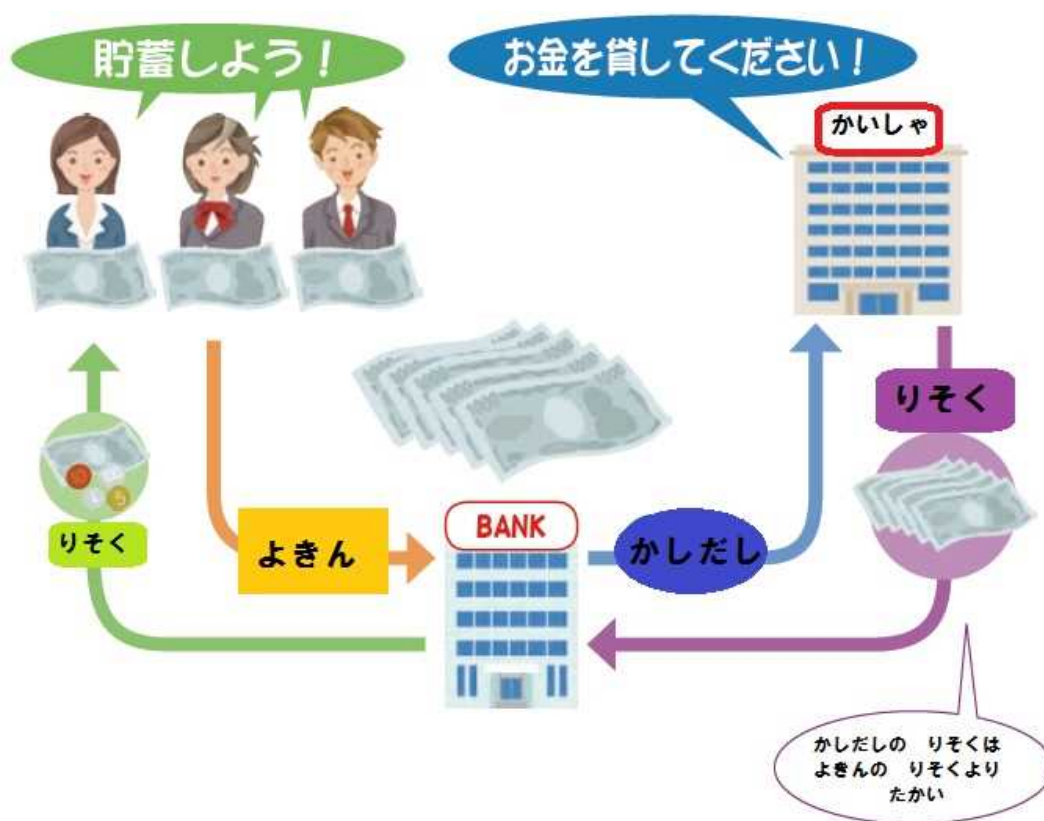 貯蓄しよう！
お金を貸してください！
かいしゃ
りそく
りそく
よきん
BANK
かしだし
かしだしの　りそくは
よきんの　りそくより
たかい